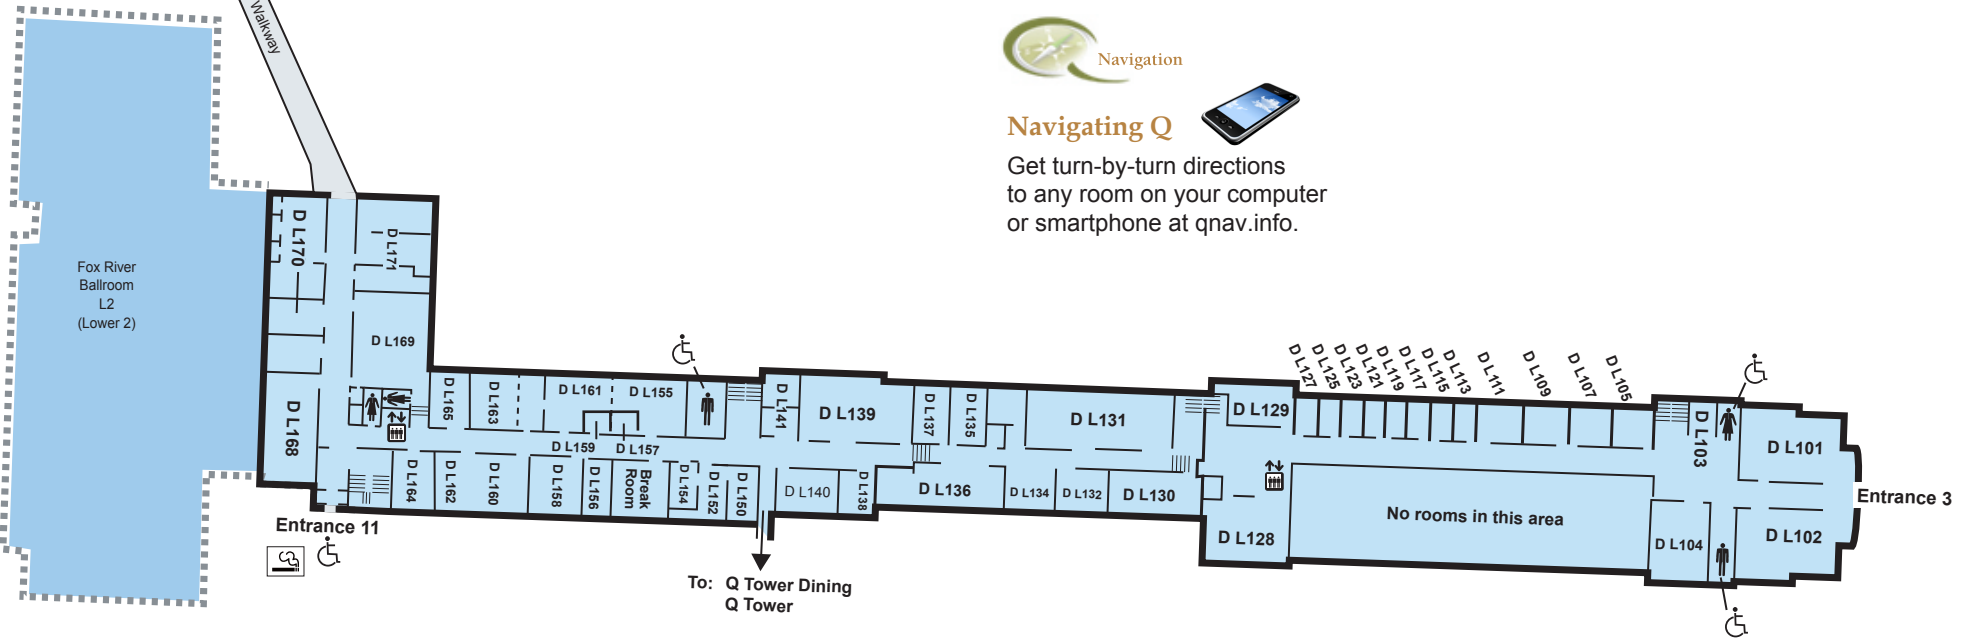 Walkway
Navigation
Navigating Q
Get turn-by-turn directions
to any room on your computer
or smartphone at qnav.info.
Fox River
Ballroom
L2
(Lower 2)
D L170
D L171
D L169
D L168
D L165
D L163
D L161
D L155
D L159
D L157
D L164
D L162
D L160
D L158
D L156
Break
Room
D L154
D L152
D L150
D L141
D L139
D L140
D L138
D L137
D L135
D L136
D L134
D L132
D L131
D L130
D L129
D L128
D L127
D L125
D L123
D L121
D L119
D L117
D L115
D L113
D L111
D L109
D L107
D L105
D L103
D L101
D L104
D L102
No rooms in this area
Entrance 3
Entrance 11
To: Q Tower Dining
Q Tower